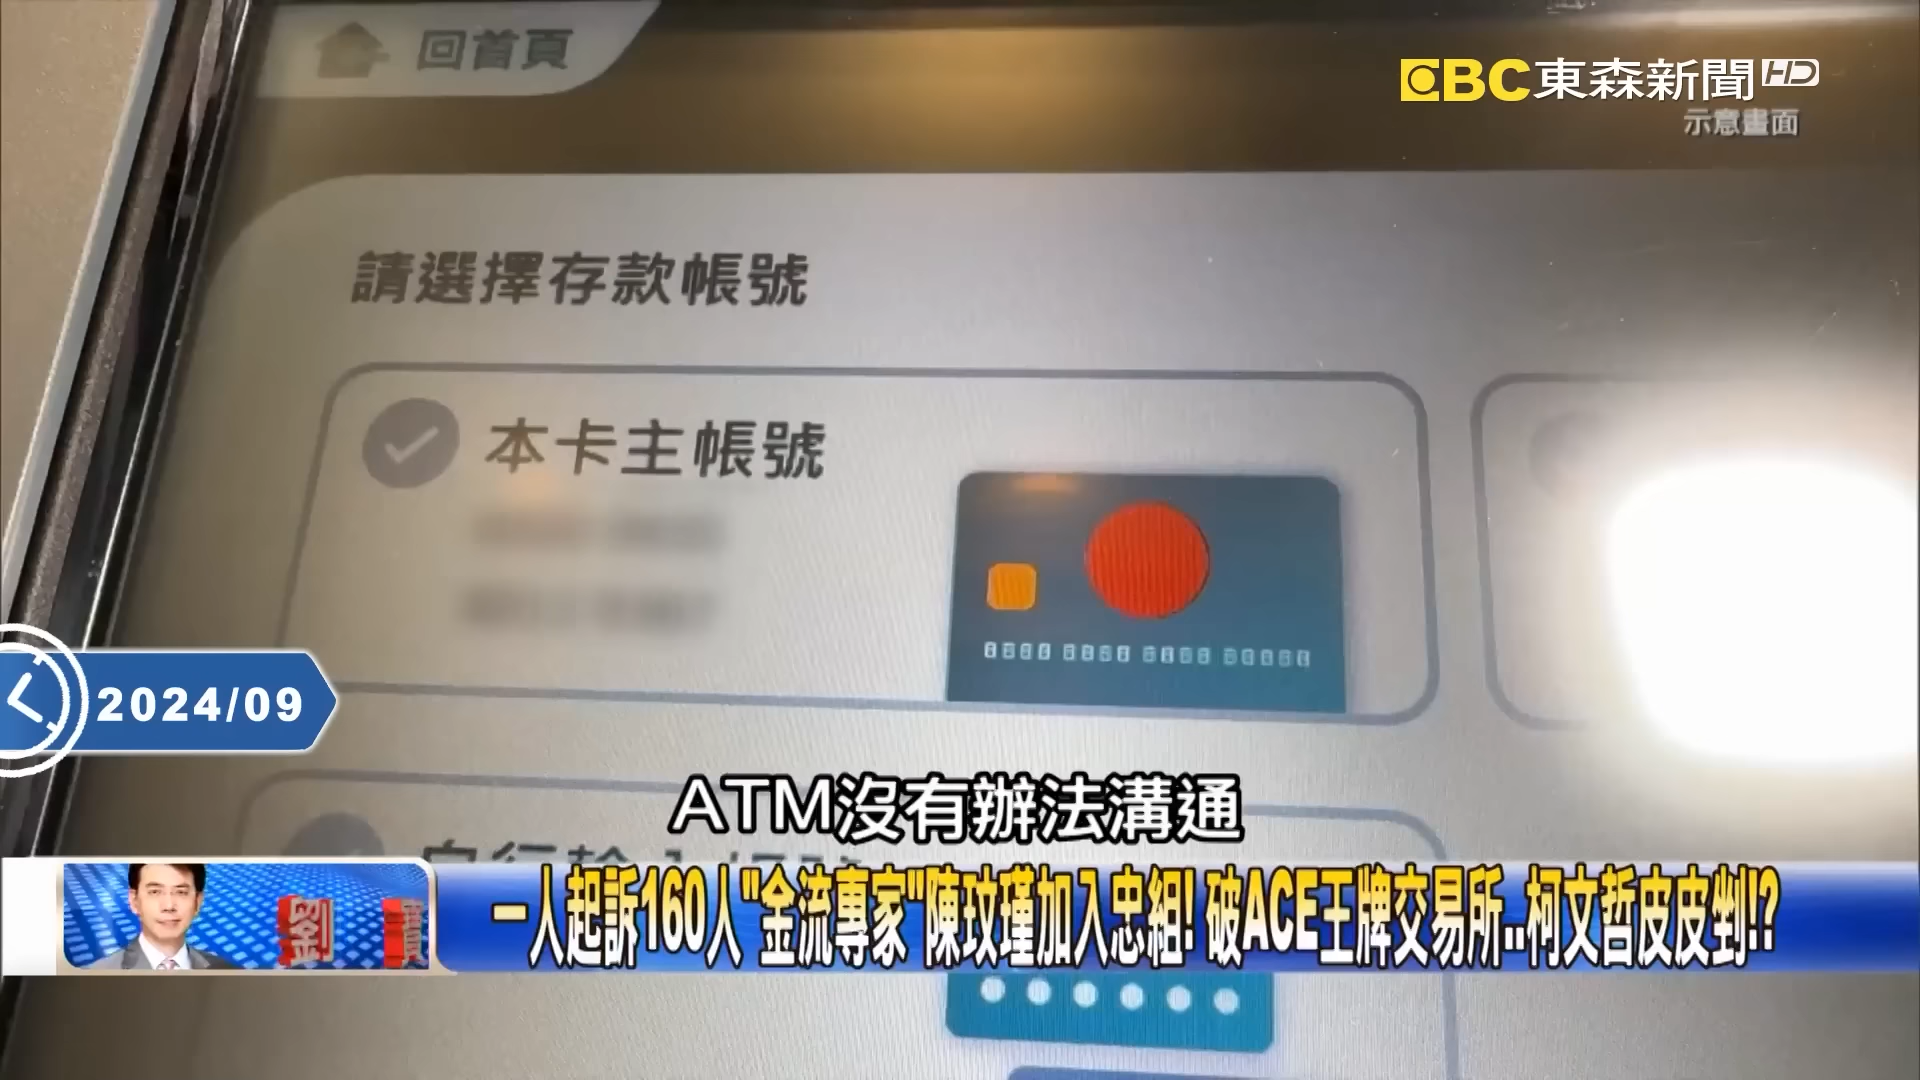 回首頁
EBC東森新聞HD
示意畫面
請選擇存款帳號
本卡主帳號
2024/09
ATM沒有辦法溝通
劉 寶
一人起訴160人"金流專家"陳玟瑾加入忠組! 破ACE王牌交易所..柯文哲皮皮剉!?